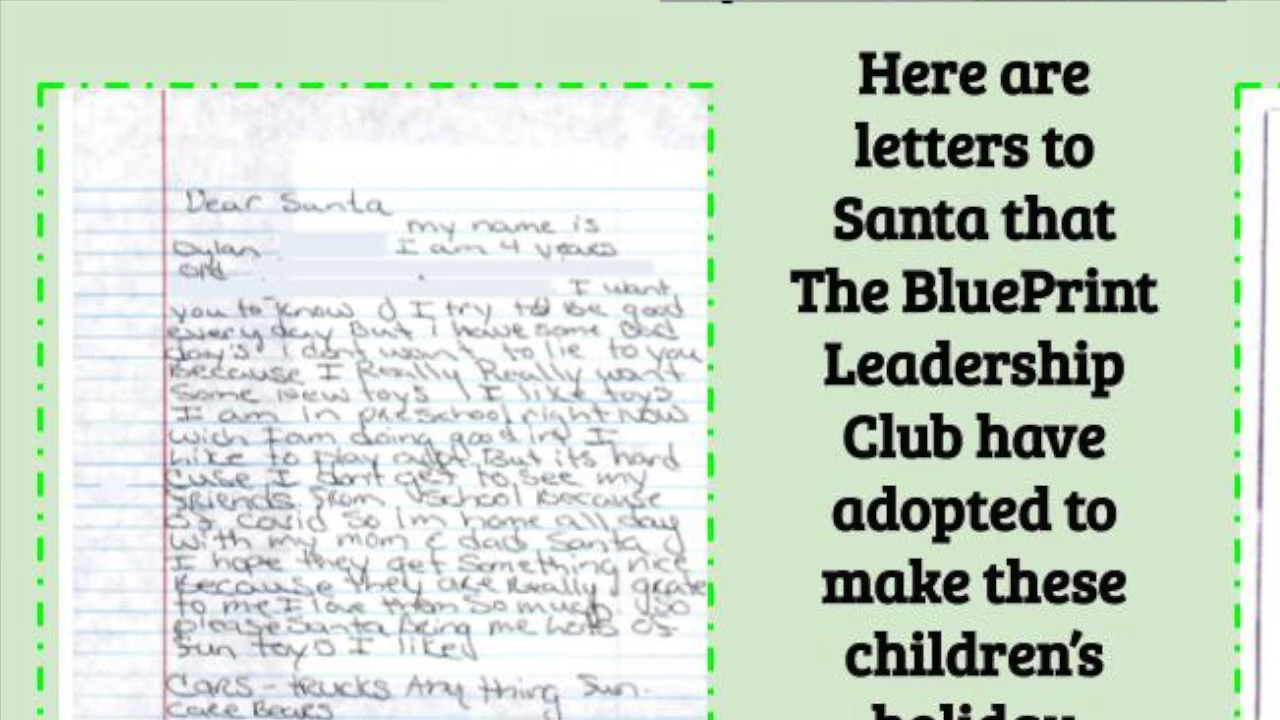 Dear Santa
my name is
Dylan I am 4 years
old
I want
you to know I try to be good
every day But i have some Bad
day's i dont want to lie to you
Because I Really Really want
Some New toys I like toys
I am in preschool right now
wich I am doing good in I
like to play But its hard
cuse I dont get to see my
friends from school Because
of covid so im home all day
with my mom & dad Santa
I hope they get something nice
Because they are Really grate
to me I love them so much so
please santa Bring me lots of
fun toys I liked
CARS - trucks Any thing fun.
Care Bears
Here are
letters to
Santa that
The BluePrint
Leadership
Club have
adopted to
make these
children's
holiday